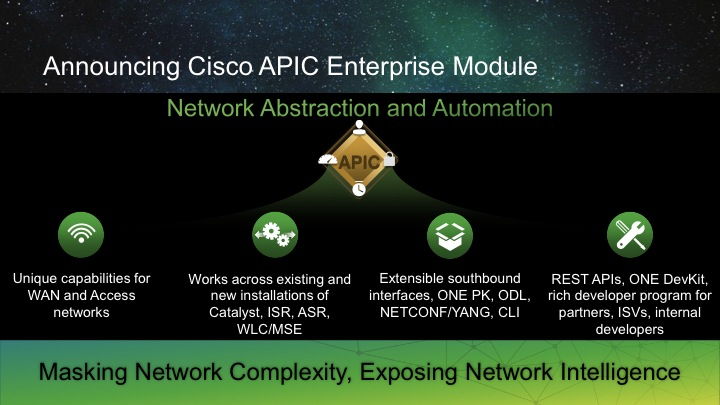 Announcing Cisco APIC Enterprise Module
Network Abstraction and Automation
APIC
Unique capabilities for
WAN and Access
networks
Works across existing and
new installations of
Catalyst, ISR, ASR,
WLC/MSE
Extensible southbound
interfaces, ONE PK, ODL,
NETCONF/YANG, CLI
REST APIs, ONE DevKit,
rich developer program for
partners, ISVs, internal
developers
Masking Network Complexity, Exposing Network Intelligence